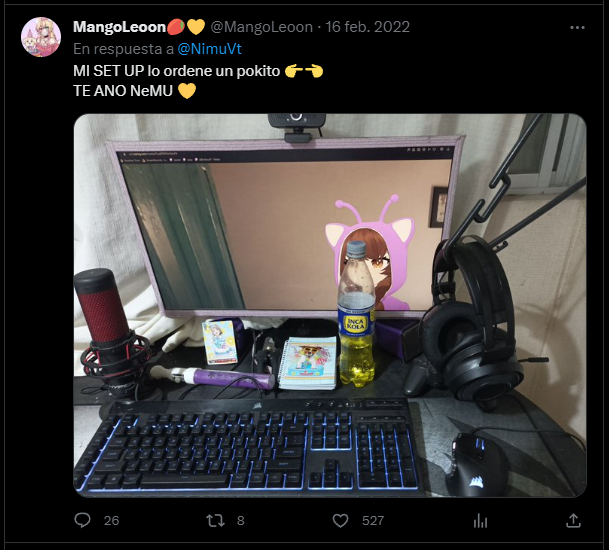 MangoLeoon🥭💛 @MangoLeoon · 16 feb. 2022
En respuesta a @NimuVt
MI SET UP lo ordene un pokito 👉👈
TE ANO NeMU 💛
INCA
KOLA
CORSAIR
26
8
527